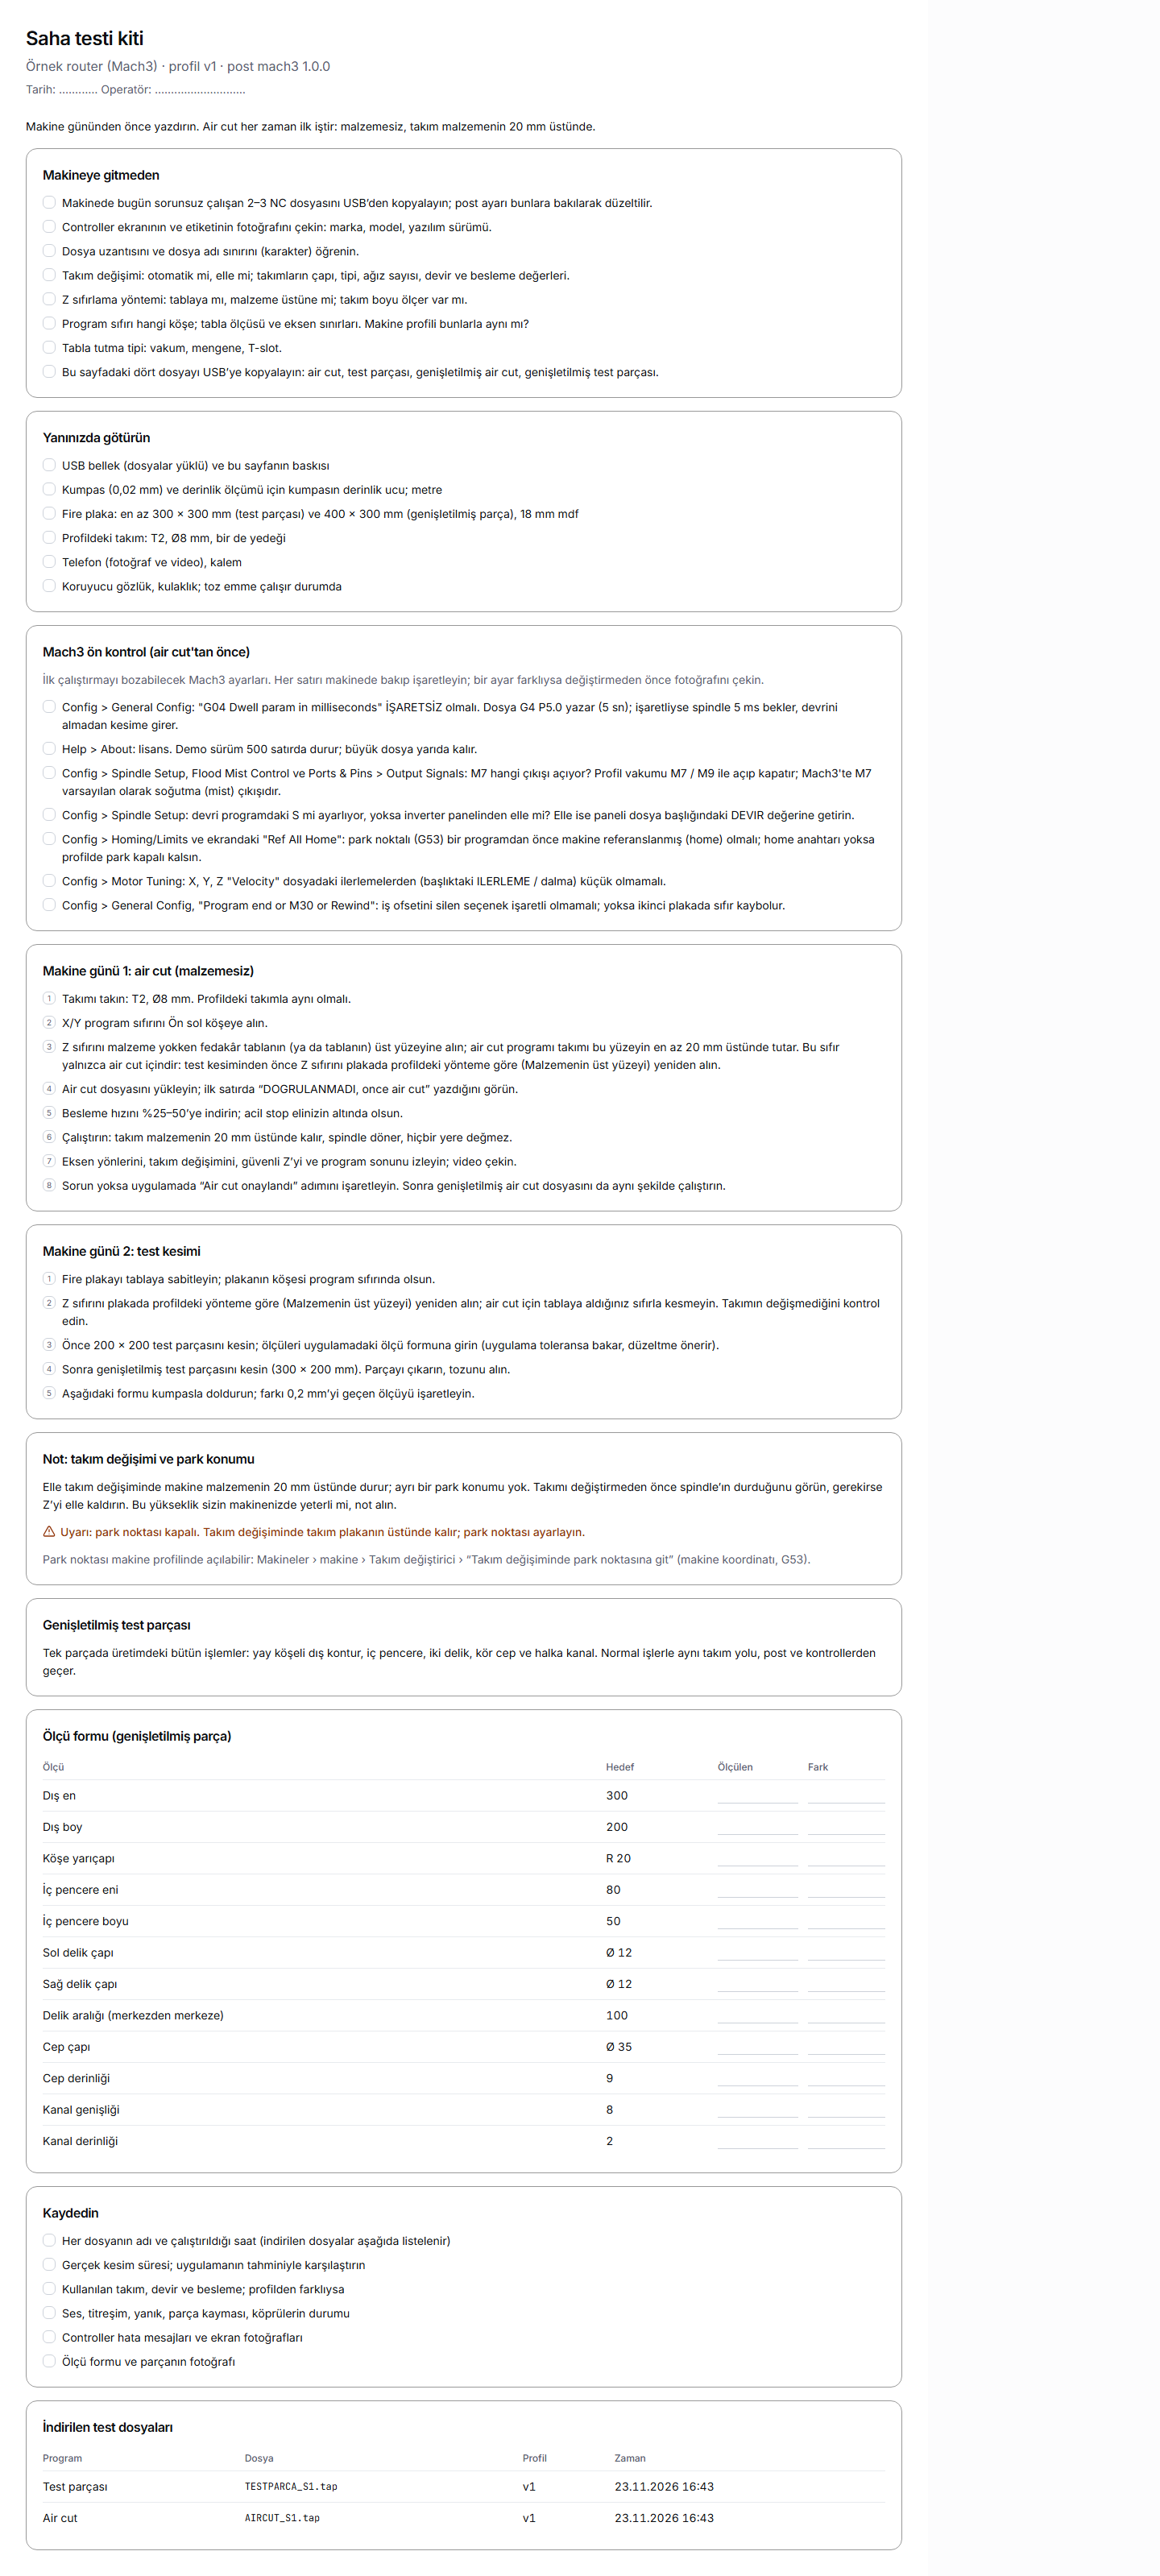 Saha testi kiti
Örnek router (Mach3) · profil v1 · post mach3 1.0.0
Tarih: ............ Operatör: ............................
Makine gününden önce yazdırın. Air cut her zaman ilk iştir: malzemesiz, takım malzemenin 20 mm üstünde.
Makineye gitmeden
Makinede bugün sorunsuz çalışan 2–3 NC dosyasını USB’den kopyalayın; post ayarı bunlara bakılarak düzeltilir.
Controller ekranının ve etiketinin fotoğrafını çekin: marka, model, yazılım sürümü.
Dosya uzantısını ve dosya adı sınırını (karakter) öğrenin.
Takım değişimi: otomatik mi, elle mi; takımların çapı, tipi, ağız sayısı, devir ve besleme değerleri.
Z sıfırlama yöntemi: tablaya mı, malzeme üstüne mi; takım boyu ölçer var mı.
Program sıfırı hangi köşe; tabla ölçüsü ve eksen sınırları. Makine profili bunlarla aynı mı?
Tabla tutma tipi: vakum, mengene, T-slot.
Bu sayfadaki dört dosyayı USB’ye kopyalayın: air cut, test parçası, genişletilmiş air cut, genişletilmiş test parçası.
Yanınızda götürün
USB bellek (dosyalar yüklü) ve bu sayfanın baskısı
Kumpas (0,02 mm) ve derinlik ölçümü için kumpasın derinlik ucu; metre
Fire plaka: en az 300 × 300 mm (test parçası) ve 400 × 300 mm (genişletilmiş parça), 18 mm mdf
Profildeki takım: T2, Ø8 mm, bir de yedeği
Telefon (fotoğraf ve video), kalem
Koruyucu gözlük, kulaklık; toz emme çalışır durumda
Mach3 ön kontrol (air cut'tan önce)
İlk çalıştırmayı bozabilecek Mach3 ayarları. Her satırı makinede bakıp işaretleyin; bir ayar farklıysa değiştirmeden önce fotoğrafını çekin.
Config > General Config: "G04 Dwell param in milliseconds" İŞARETSİZ olmalı. Dosya G4 P5.0 yazar (5 sn); işaretliyse spindle 5 ms bekler, devrini
almadan kesime girer.
Help > About: lisans. Demo sürüm 500 satırda durur; büyük dosya yarıda kalır.
Config > Spindle Setup, Flood Mist Control ve Ports & Pins > Output Signals: M7 hangi çıkışı açıyor? Profil vakumu M7 / M9 ile açıp kapatır; Mach3'te M7
varsayılan olarak soğutma (mist) çıkışıdır.
Config > Spindle Setup: devri programdaki S mi ayarlıyor, yoksa inverter panelinden elle mi? Elle ise paneli dosya başlığındaki DEVIR değerine getirin.
Config > Homing/Limits ve ekrandaki "Ref All Home": park noktalı (G53) bir programdan önce makine referanslanmış (home) olmalı; home anahtarı yoksa
profilde park kapalı kalsın.
Config > Motor Tuning: X, Y, Z "Velocity" dosyadaki ilerlemelerden (başlıktaki ILERLEME / dalma) küçük olmamalı.
Config > General Config, "Program end or M30 or Rewind": iş ofsetini silen seçenek işaretli olmamalı; yoksa ikinci plakada sıfır kaybolur.
Makine günü 1: air cut (malzemesiz)
1 Takımı takın: T2, Ø8 mm. Profildeki takımla aynı olmalı.
2 X/Y program sıfırını Ön sol köşeye alın.
3 Z sıfırını malzeme yokken fedakâr tablanın (ya da tablanın) üst yüzeyine alın; air cut programı takımı bu yüzeyin en az 20 mm üstünde tutar. Bu sıfır
yalnızca air cut içindir: test kesiminden önce Z sıfırını plakada profildeki yönteme göre (Malzemenin üst yüzeyi) yeniden alın.
4 Air cut dosyasını yükleyin; ilk satırda “DOGRULANMADI, once air cut” yazdığını görün.
5 Besleme hızını %25–50’ye indirin; acil stop elinizin altında olsun.
6 Çalıştırın: takım malzemenin 20 mm üstünde kalır, spindle döner, hiçbir yere değmez.
7 Eksen yönlerini, takım değişimini, güvenli Z’yi ve program sonunu izleyin; video çekin.
8 Sorun yoksa uygulamada “Air cut onaylandı” adımını işaretleyin. Sonra genişletilmiş air cut dosyasını da aynı şekilde çalıştırın.
Makine günü 2: test kesimi
1 Fire plakayı tablaya sabitleyin; plakanın köşesi program sıfırında olsun.
2 Z sıfırını plakada profildeki yönteme göre (Malzemenin üst yüzeyi) yeniden alın; air cut için tablaya aldığınız sıfırla kesmeyin. Takımın değişmediğini kontrol
edin.
3 Önce 200 × 200 test parçasını kesin; ölçüleri uygulamadaki ölçü formuna girin (uygulama toleransa bakar, düzeltme önerir).
4 Sonra genişletilmiş test parçasını kesin (300 × 200 mm). Parçayı çıkarın, tozunu alın.
5 Aşağıdaki formu kumpasla doldurun; farkı 0,2 mm’yi geçen ölçüyü işaretleyin.
Not: takım değişimi ve park konumu
Elle takım değişiminde makine malzemenin 20 mm üstünde durur; ayrı bir park konumu yok. Takımı değiştirmeden önce spindle’ın durduğunu görün, gerekirse
Z’yi elle kaldırın. Bu yükseklik sizin makinenizde yeterli mi, not alın.
Uyarı: park noktası kapalı. Takım değişiminde takım plakanın üstünde kalır; park noktası ayarlayın.
Park noktası makine profilinde açılabilir: Makineler › makine › Takım değiştirici › “Takım değişiminde park noktasına git” (makine koordinatı, G53).
Genişletilmiş test parçası
Tek parçada üretimdeki bütün işlemler: yay köşeli dış kontur, iç pencere, iki delik, kör cep ve halka kanal. Normal işlerle aynı takım yolu, post ve kontrollerden
geçer.
Ölçü formu (genişletilmiş parça)
Ölçü Hedef Ölçülen Fark
Dış en 300
Dış boy 200
Köşe yarıçapı R 20
İç pencere eni 80
İç pencere boyu 50
Sol delik çapı Ø 12
Sağ delik çapı Ø 12
Delik aralığı (merkezden merkeze) 100
Cep çapı Ø 35
Cep derinliği 9
Kanal genişliği 8
Kanal derinliği 2
Kaydedin
Her dosyanın adı ve çalıştırıldığı saat (indirilen dosyalar aşağıda listelenir)
Gerçek kesim süresi; uygulamanın tahminiyle karşılaştırın
Kullanılan takım, devir ve besleme; profilden farklıysa
Ses, titreşim, yanık, parça kayması, köprülerin durumu
Controller hata mesajları ve ekran fotoğrafları
Ölçü formu ve parçanın fotoğrafı
İndirilen test dosyaları
Program Dosya Profil Zaman
Test parçası TESTPARCA_S1.tap v1 23.11.2026 16:43
Air cut AIRCUT_S1.tap v1 23.11.2026 16:43